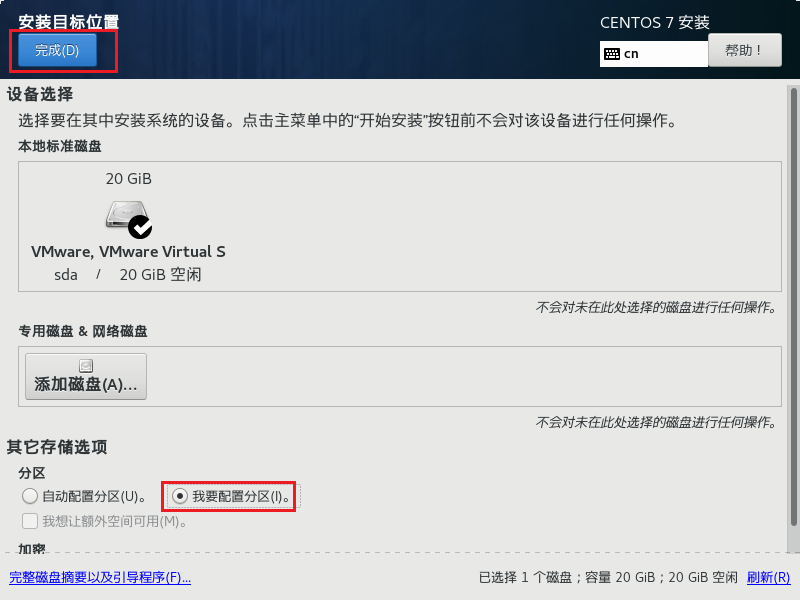 安装目标位置
CENTOS 7 安装
完成(D)
cn
帮助！
设备选择
选择要在其中安装系统的设备。点击主菜单中的“开始安装”按钮前不会对该设备进行任何操作。
本地标准磁盘
20 GiB
VMware, VMware Virtual S
sda / 20 GiB 空闲
不会对未在此处选择的磁盘进行任何操作。
专用磁盘 & 网络磁盘
添加磁盘(A)...
不会对未在此处选择的磁盘进行任何操作。
其它存储选项
分区
自动配置分区(U)。 我要配置分区(I)。
我想让额外空间可用(M)。
加密
完整磁盘摘要以及引导程序(F)... 已选择 1 个磁盘；容量 20 GiB；20 GiB 空闲 刷新(R)